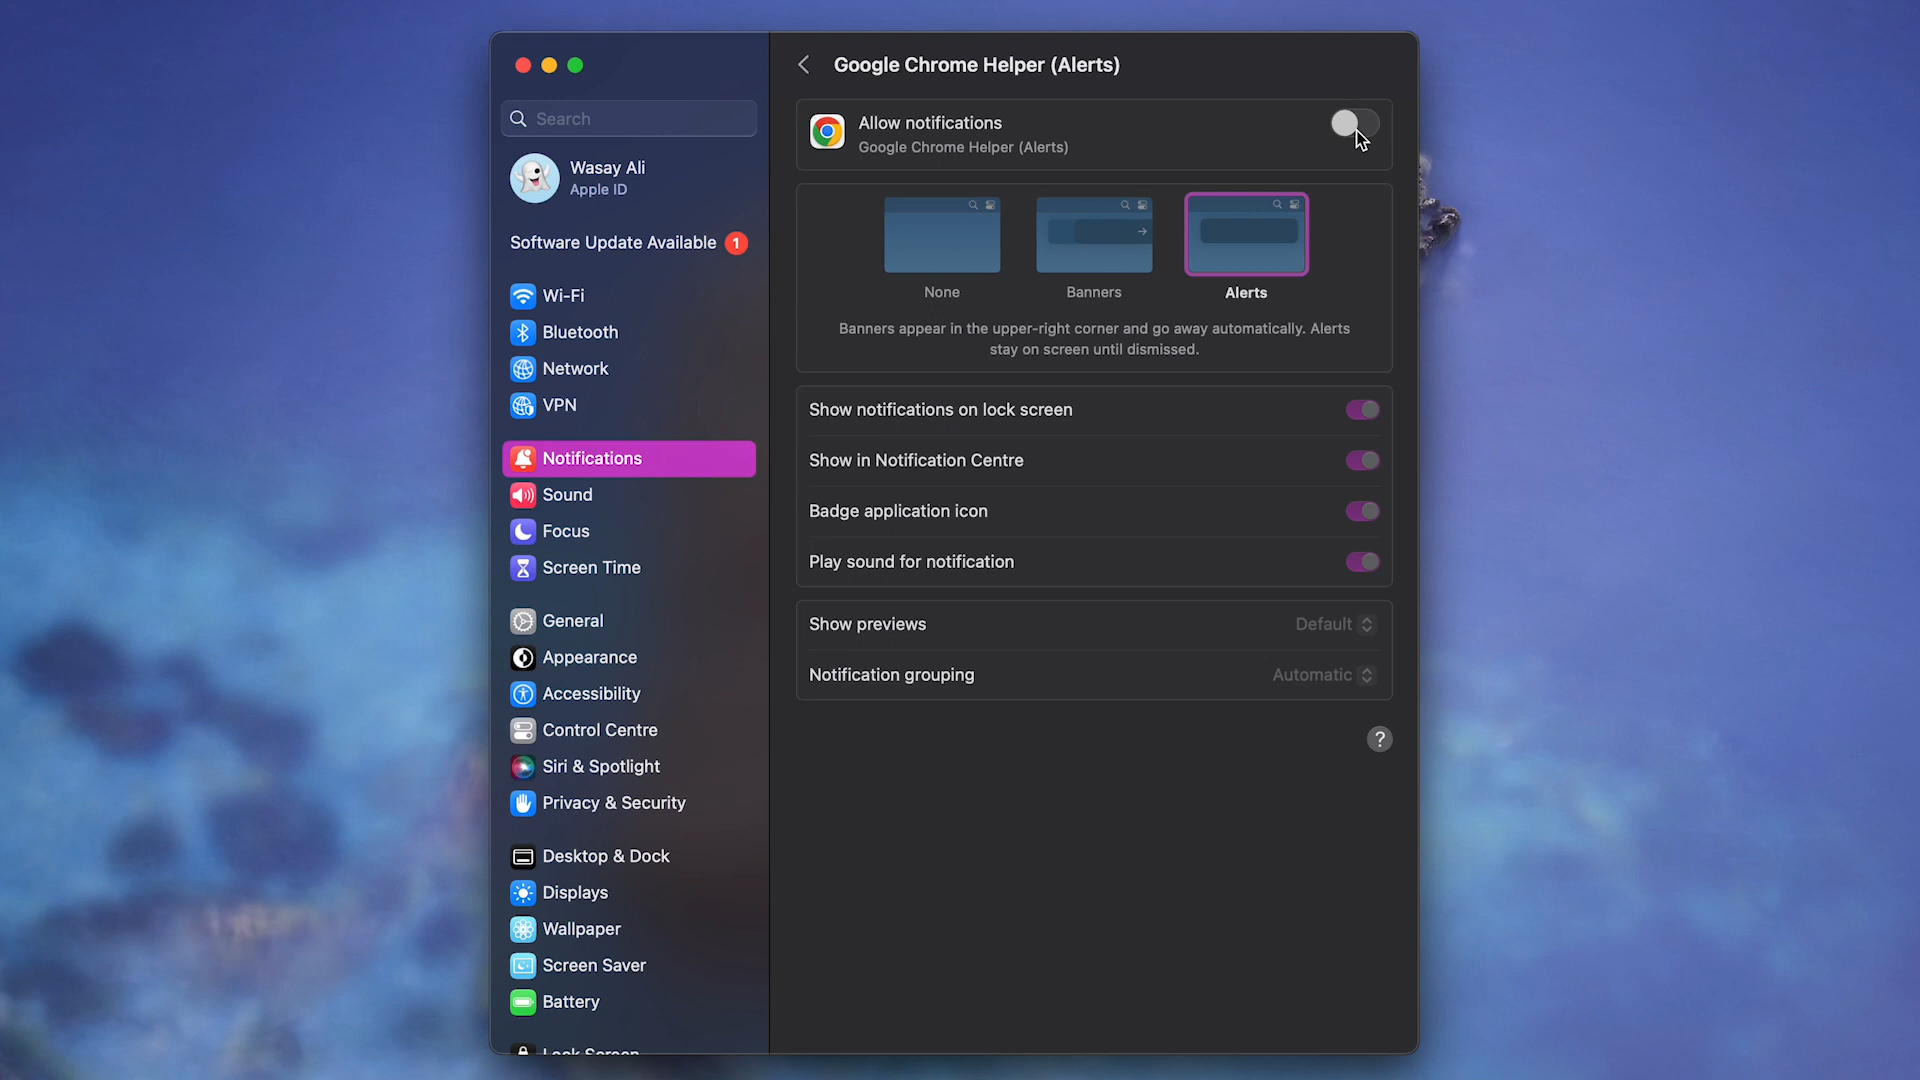 Search
Wasay Ali
Apple ID
Software Update Available 1
Wi-Fi
Bluetooth
Network
VPN
Notifications
Sound
Focus
Screen Time
General
Appearance
Accessibility
Control Centre
Siri & Spotlight
Privacy & Security
Desktop & Dock
Displays
Wallpaper
Screen Saver
Battery
Lock Screen
Google Chrome Helper (Alerts)
Allow notifications
Google Chrome Helper (Alerts)
None Banners Alerts
Banners appear in the upper-right corner and go away automatically. Alerts
stay on screen until dismissed.
Show notifications on lock screen
Show in Notification Centre
Badge application icon
Play sound for notification
Show previews Default
Notification grouping Automatic
?